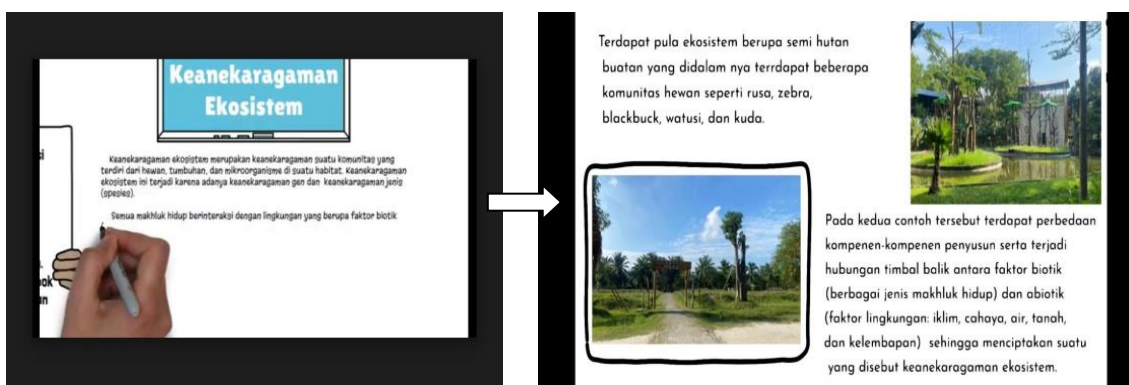 Keanekaragaman
Ekosistem
si
Keanekaragaman ekosistem merupakan keanekaragaman suatu komunitas yang
terdiri dari hewan, tumbuhan, dan mikroorganisme di suatu habitat. Keanekaragaman
ekosistem ini terjadi karena adanya keanekaragaman gen dan keanekaragaman jenis
(spesies).
Semua makhluk hidup berinteraksi dengan lingkungan yang berupa faktor biotik
ok
an
Terdapat pula ekosistem berupa semi hutan
buatan yang didalam nya terrdapat beberapa
komunitas hewan seperti rusa, zebra,
blackbuck, watusi, dan kuda.
Pada kedua contoh tersebut terdapat perbedaan
kompenen-kompenen penyusun serta terjadi
hubungan timbal balik antara faktor biotik
(berbagai jenis makhluk hidup) dan abiotik
(faktor lingkungan: iklim, cahaya, air, tanah,
dan kelembapan) sehingga menciptakan suatu
yang disebut keanekaragaman ekosistem.